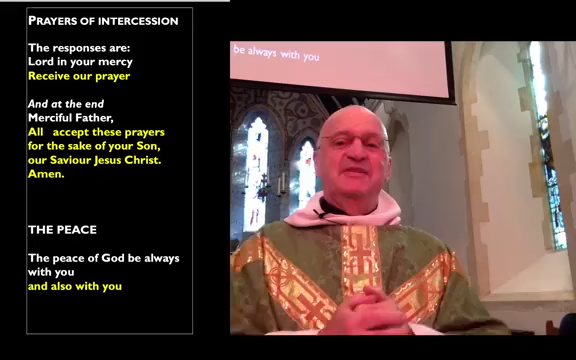 PRAYERS OF INTERCESSION
The responses are:
Lord in your mercy
Receive our prayer
And at the end
Merciful Father,
All accept these prayers
for the sake of your Son,
our Saviour Jesus Christ.
Amen.
THE PEACE
The peace of God be always
with you
and also with you
be always with you